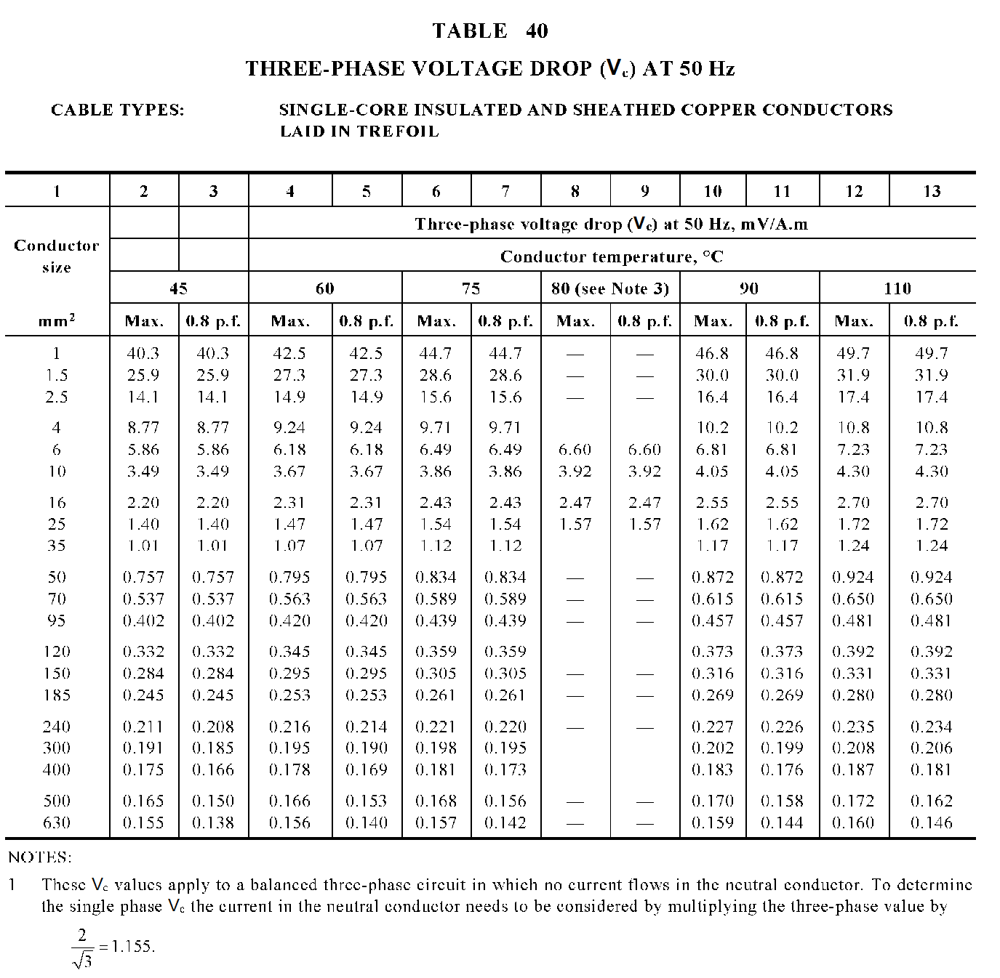 TABLE 40
THREE-PHASE VOLTAGE DROP (Vc) AT 50 Hz
CABLE TYPES: SINGLE-CORE INSULATED AND SHEATHED COPPER CONDUCTORS
LAID IN TREFOIL
1 2 3 4 5 6 7 8 9 10 11 12 13
Three-phase voltage drop (Vc) at 50 Hz, mV/A.m
Conductor
size
Conductor temperature, °C
45 60 75 80 (see Note 3) 90 110
mm² Max. 0.8 p.f. Max. 0.8 p.f. Max. 0.8 p.f. Max. 0.8 p.f. Max. 0.8 p.f. Max. 0.8 p.f.
1 40.3 40.3 42.5 42.5 44.7 44.7 — — 46.8 46.8 49.7 49.7
1.5 25.9 25.9 27.3 27.3 28.6 28.6 — — 30.0 30.0 31.9 31.9
2.5 14.1 14.1 14.9 14.9 15.6 15.6 — — 16.4 16.4 17.4 17.4
4 8.77 8.77 9.24 9.24 9.71 9.71 10.2 10.2 10.8 10.8
6 5.86 5.86 6.18 6.18 6.49 6.49 6.60 6.60 6.81 6.81 7.23 7.23
10 3.49 3.49 3.67 3.67 3.86 3.86 3.92 3.92 4.05 4.05 4.30 4.30
16 2.20 2.20 2.31 2.31 2.43 2.43 2.47 2.47 2.55 2.55 2.70 2.70
25 1.40 1.40 1.47 1.47 1.54 1.54 1.57 1.57 1.62 1.62 1.72 1.72
35 1.01 1.01 1.07 1.07 1.12 1.12 1.17 1.17 1.24 1.24
50 0.757 0.757 0.795 0.795 0.834 0.834 — — 0.872 0.872 0.924 0.924
70 0.537 0.537 0.563 0.563 0.589 0.589 — — 0.615 0.615 0.650 0.650
95 0.402 0.402 0.420 0.420 0.439 0.439 — — 0.457 0.457 0.481 0.481
120 0.332 0.332 0.345 0.345 0.359 0.359 0.373 0.373 0.392 0.392
150 0.284 0.284 0.295 0.295 0.305 0.305 — — 0.316 0.316 0.331 0.331
185 0.245 0.245 0.253 0.253 0.261 0.261 — — 0.269 0.269 0.280 0.280
240 0.211 0.208 0.216 0.214 0.221 0.220 — — 0.227 0.226 0.235 0.234
300 0.191 0.185 0.195 0.190 0.198 0.195 0.202 0.199 0.208 0.206
400 0.175 0.166 0.178 0.169 0.181 0.173 0.183 0.176 0.187 0.181
500 0.165 0.150 0.166 0.153 0.168 0.156 — — 0.170 0.158 0.172 0.162
630 0.155 0.138 0.156 0.140 0.157 0.142 — — 0.159 0.144 0.160 0.146
NOTES:
1 These Vc values apply to a balanced three-phase circuit in which no current flows in the neutral conductor. To determine
the single phase Vc the current in the neutral conductor needs to be considered by multiplying the three-phase value by
2/√3 = 1.155.